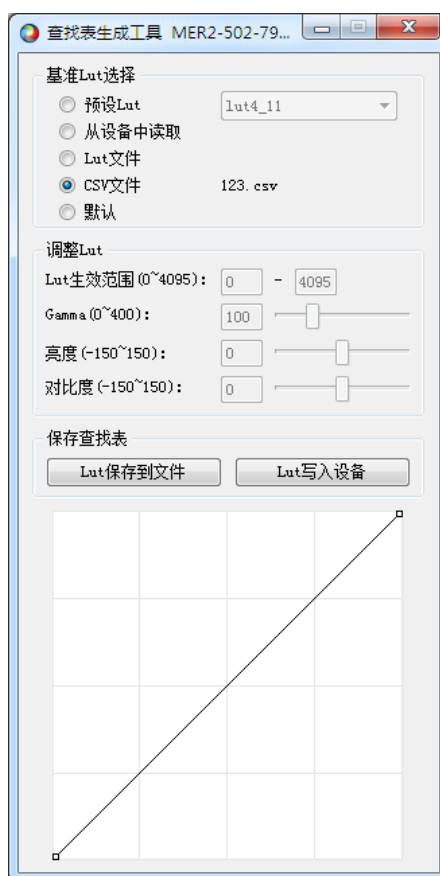 查找表生成工具 MER2-502-79...
基准Lut选择
预设Lut lut4_11
从设备中读取
Lut文件
CSV文件 123.csv
默认
调整Lut
Lut生效范围(0~4095): 0 - 4095
Gamma(0~400): 100
亮度(-150~150): 0
对比度(-150~150): 0
保存查找表
Lut保存到文件 Lut写入设备